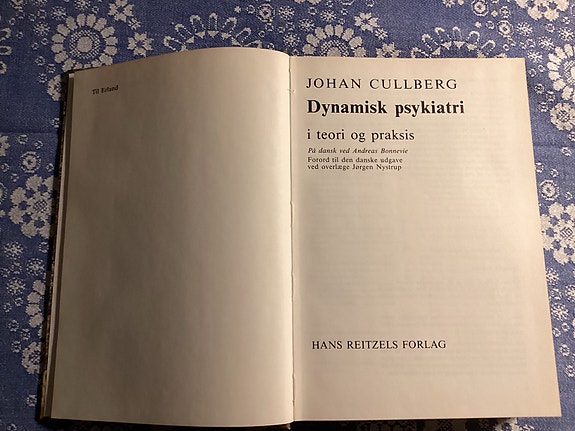 Til Erland
JOHAN CULLBERG
Dynamisk psykiatri
i teori og praksis
På dansk ved Andreas Bonnevie
Forord til den danske udgave
ved overlæge Jørgen Nystrup
HANS REITZELS FORLAG